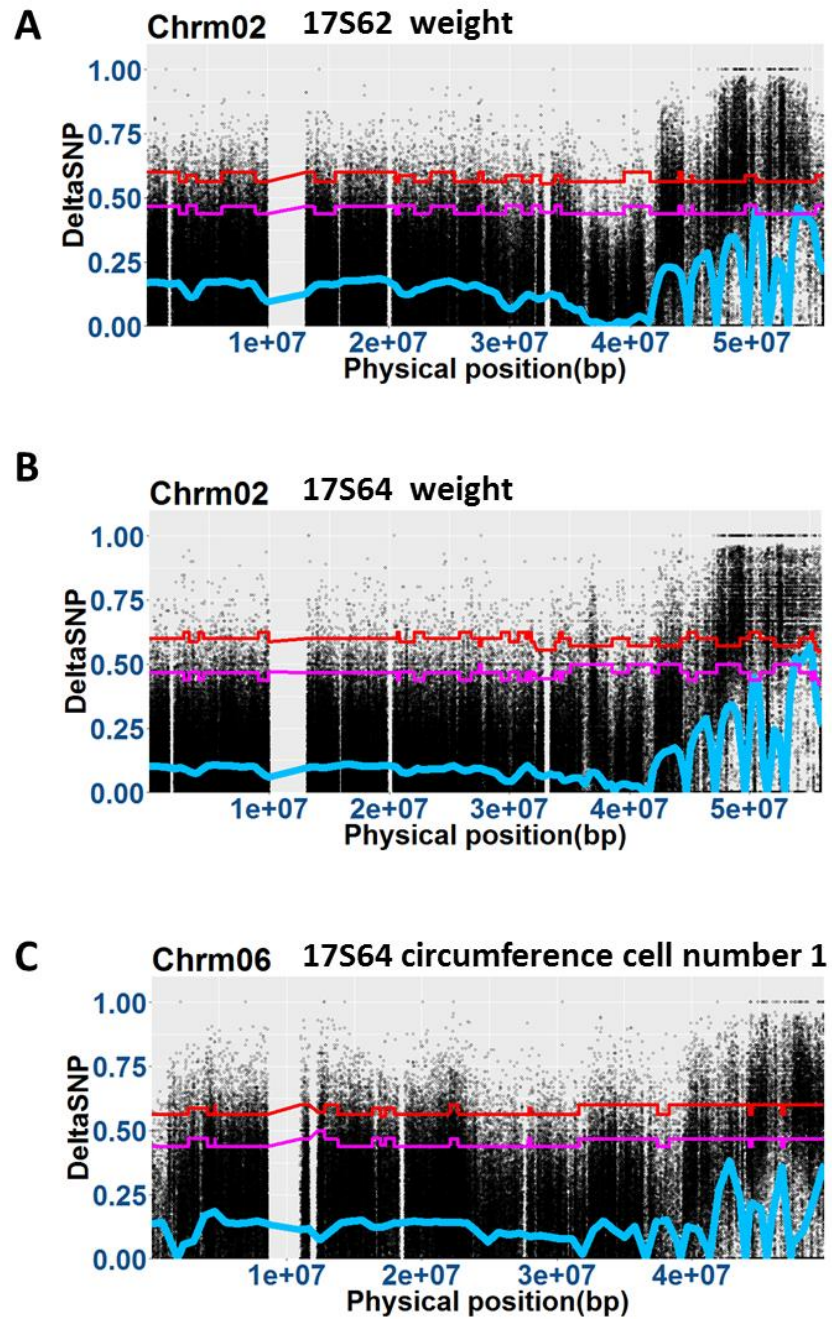 A
Chrm02 17S62 weight
DeltaSNP
1.00
0.75
0.50
0.25
0.00
1e+07 2e+07 3e+07 4e+07 5e+07
Physical position(bp)
B
Chrm02 17S64 weight
DeltaSNP
1.00
0.75
0.50
0.25
0.00
1e+07 2e+07 3e+07 4e+07 5e+07
Physical position(bp)
C
Chrm06 17S64 circumference cell number 1
DeltaSNP
1.00
0.75
0.50
0.25
0.00
1e+07 2e+07 3e+07 4e+07
Physical position(bp)